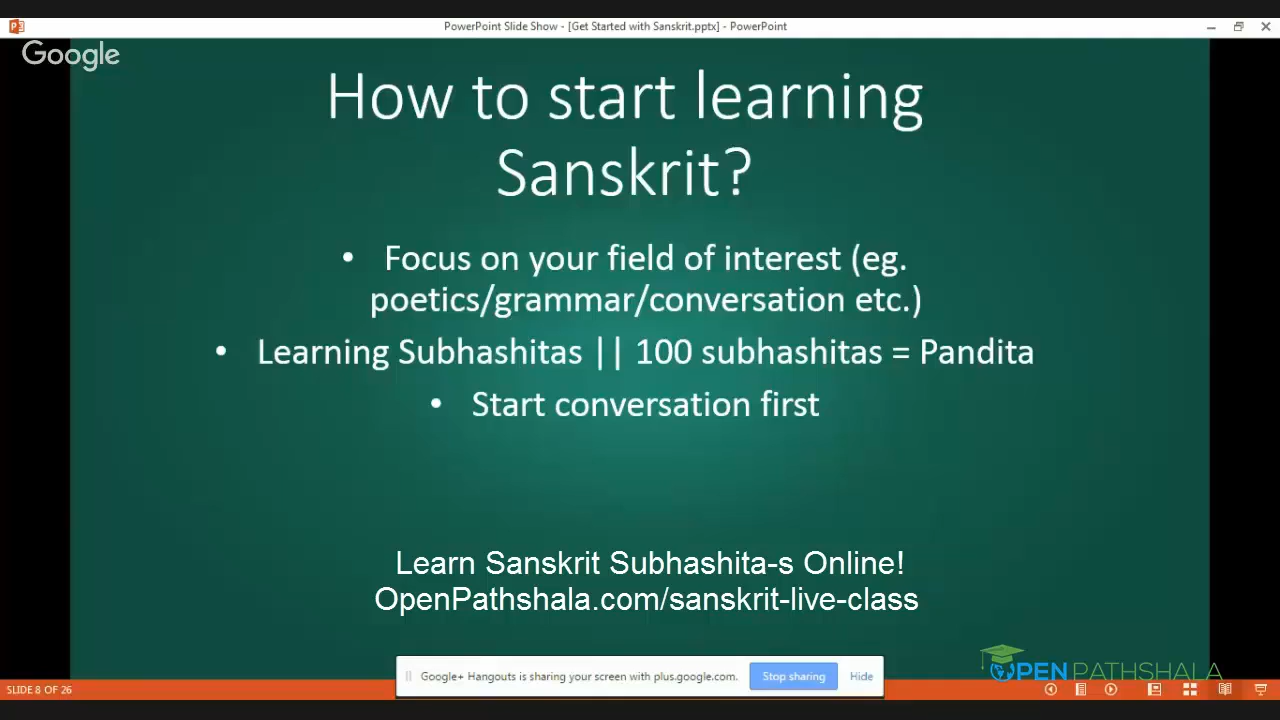 PowerPoint Slide Show - [Get Started with Sanskrit.pptx] - PowerPoint
Google
How to start learning
Sanskrit?
• Focus on your field of interest (eg.
poetics/grammar/conversation etc.)
• Learning Subhashitas || 100 subhashitas = Pandita
• Start conversation first
Learn Sanskrit Subhashita-s Online!
OpenPathshala.com/sanskrit-live-class
Google+ Hangouts is sharing your screen with plus.google.com. Stop sharing Hide
OPEN PATHSHALA
SLIDE 8 OF 26